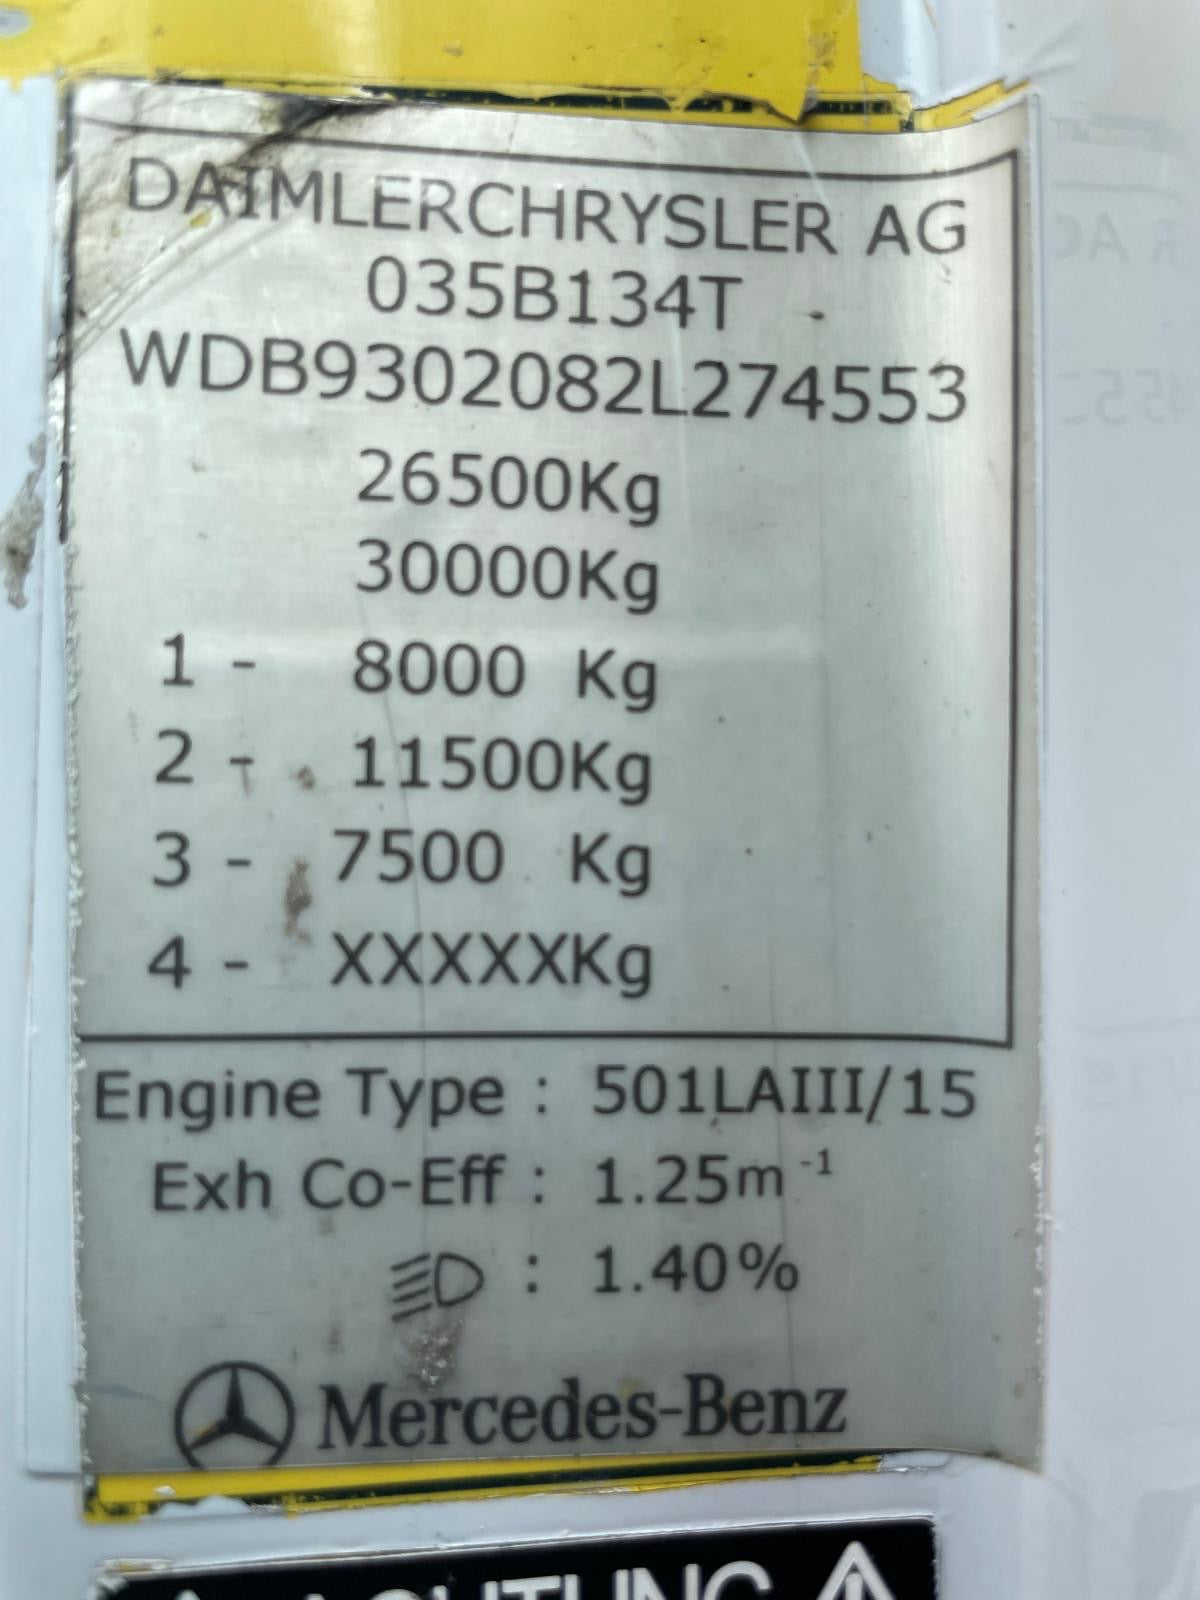 DAIMLERCHRYSLER AG
035B134T
WDB9302082L274553
26500Kg
30000Kg
1 - 8000 Kg
2 - 11500Kg
3 - 7500 Kg
4 - XXXXXKg
Engine Type : 501LAIII/15
Exh Co-Eff : 1.25m⁻¹
: 1.40%
Mercedes-Benz
ACHTUNG